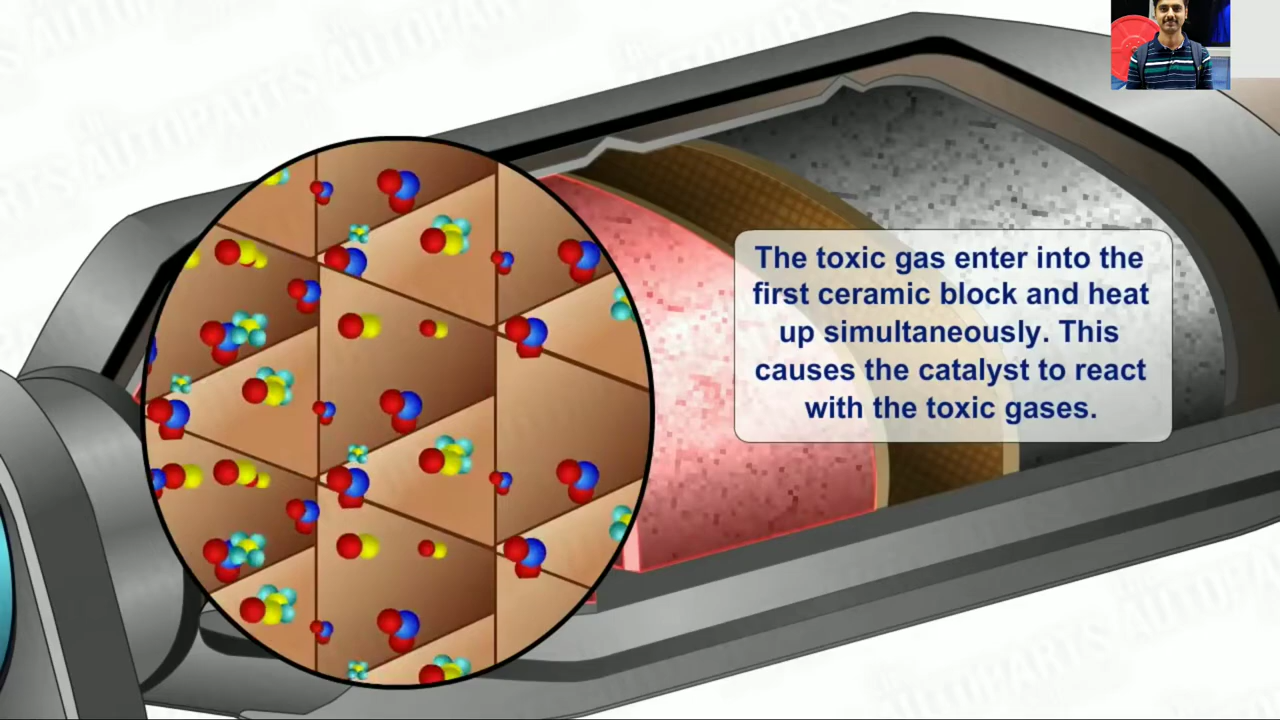 The toxic gas enter into the
first ceramic block and heat
up simultaneously. This
causes the catalyst to react
with the toxic gases.
AUTOPARTS